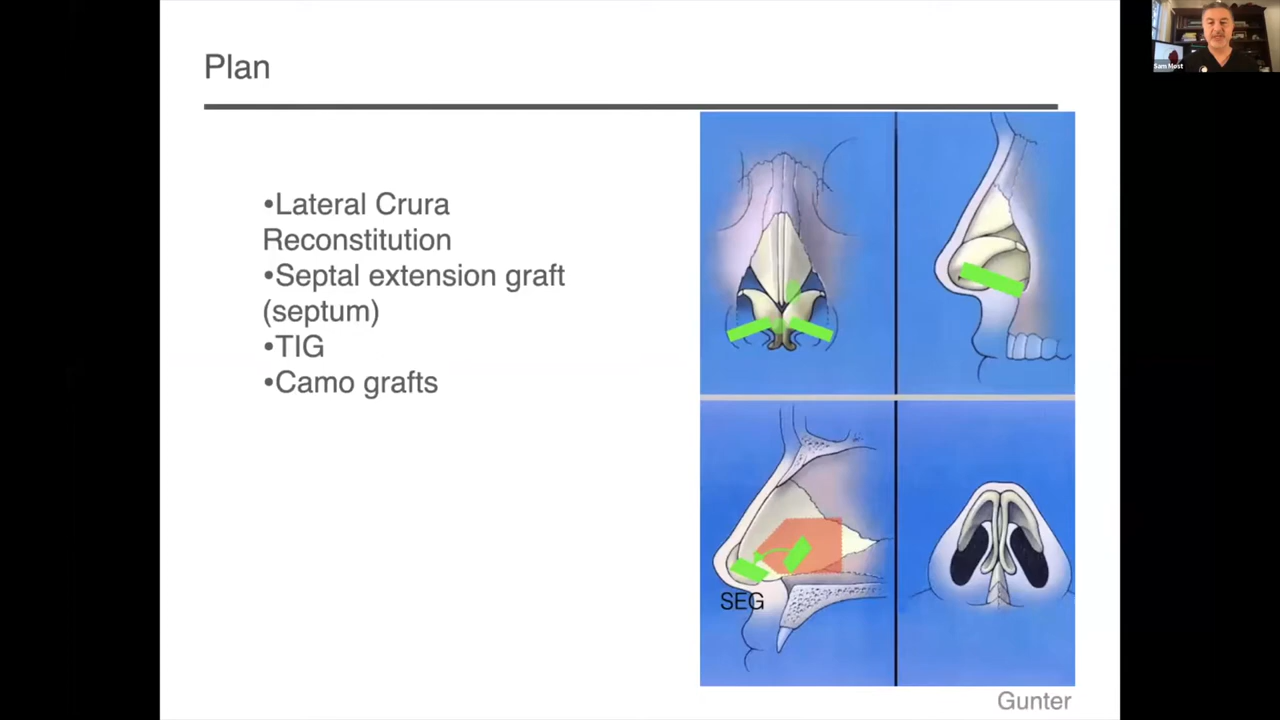 Plan
•Lateral Crura
Reconstitution
•Septal extension graft
(septum)
•TIG
•Camo grafts
SEG
Gunter
Sam Most